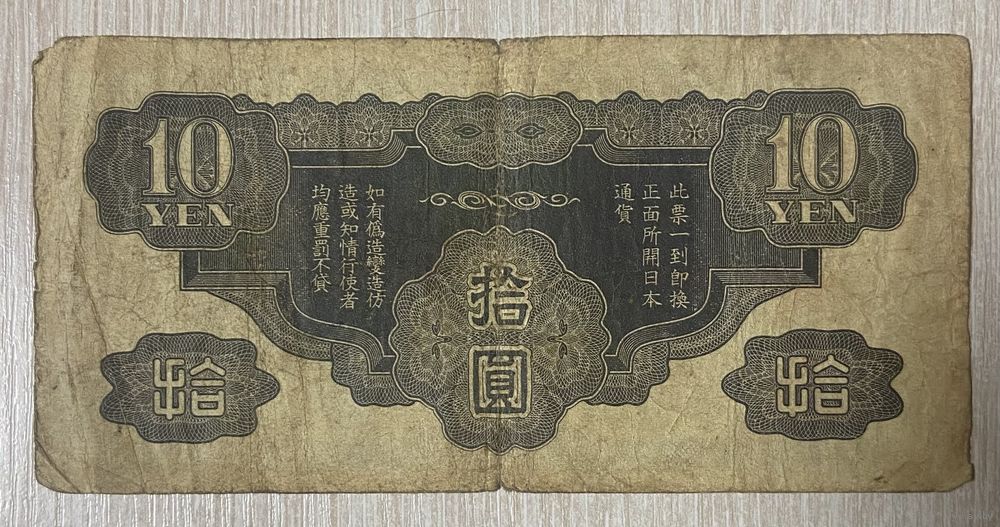 10
YEN
10
YEN
此票一到卽換
正面所開日本
通貨
如有僞造變造仿
造或知情行使者
均應重罰不貸
拾圓
拾
拾